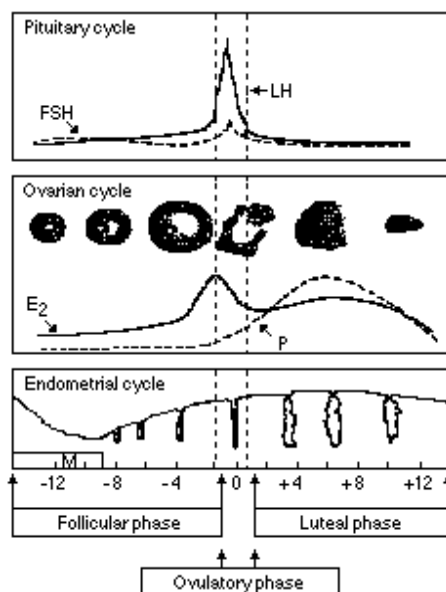 Pituitary cycle
LH
FSH
Ovarian cycle
E2
P
Endometrial cycle
M
-12 -8 -4 0 +4 +8 +12
Follicular phase Luteal phase
Ovulatory phase